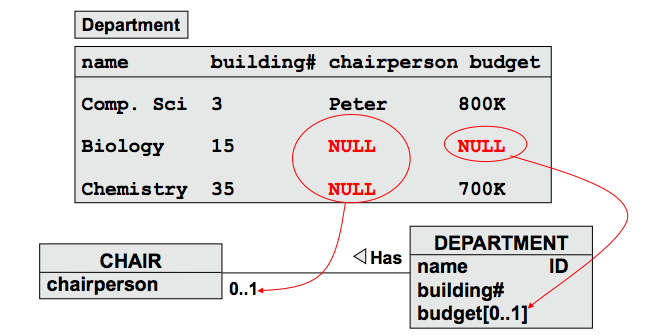 Department
name building# chairperson budget
Comp. Sci 3 Peter 800K
Biology 15 NULL NULL
Chemistry 35 NULL 700K
CHAIR
chairperson
0..1
Has
DEPARTMENT
name ID
building#
budget[0..1]